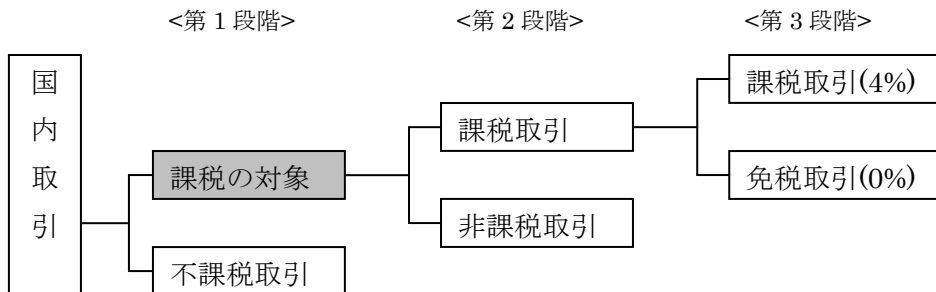 <第1段階>
<第2段階>
<第3段階>
国内取引
課税の対象
不課税取引
課税取引
非課税取引
課税取引(4%)
免税取引(0%)